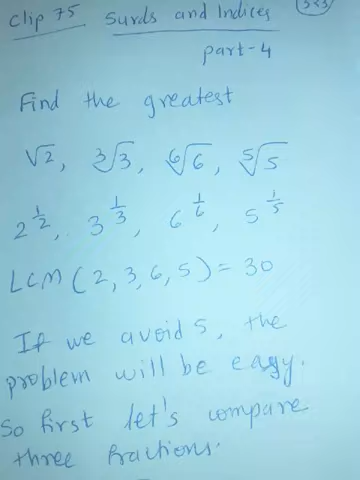 Clip 75 Surds and Indices
part-4
Find the greatest
√2, ³√3, ⁶√6, ⁵√5
2^(1/2), 3^(1/3), 6^(1/6), 5^(1/5)
LCM (2,3,6,5) = 30
If we avoid 5, the
problem will be easy.
So first let's compare
three fractions.